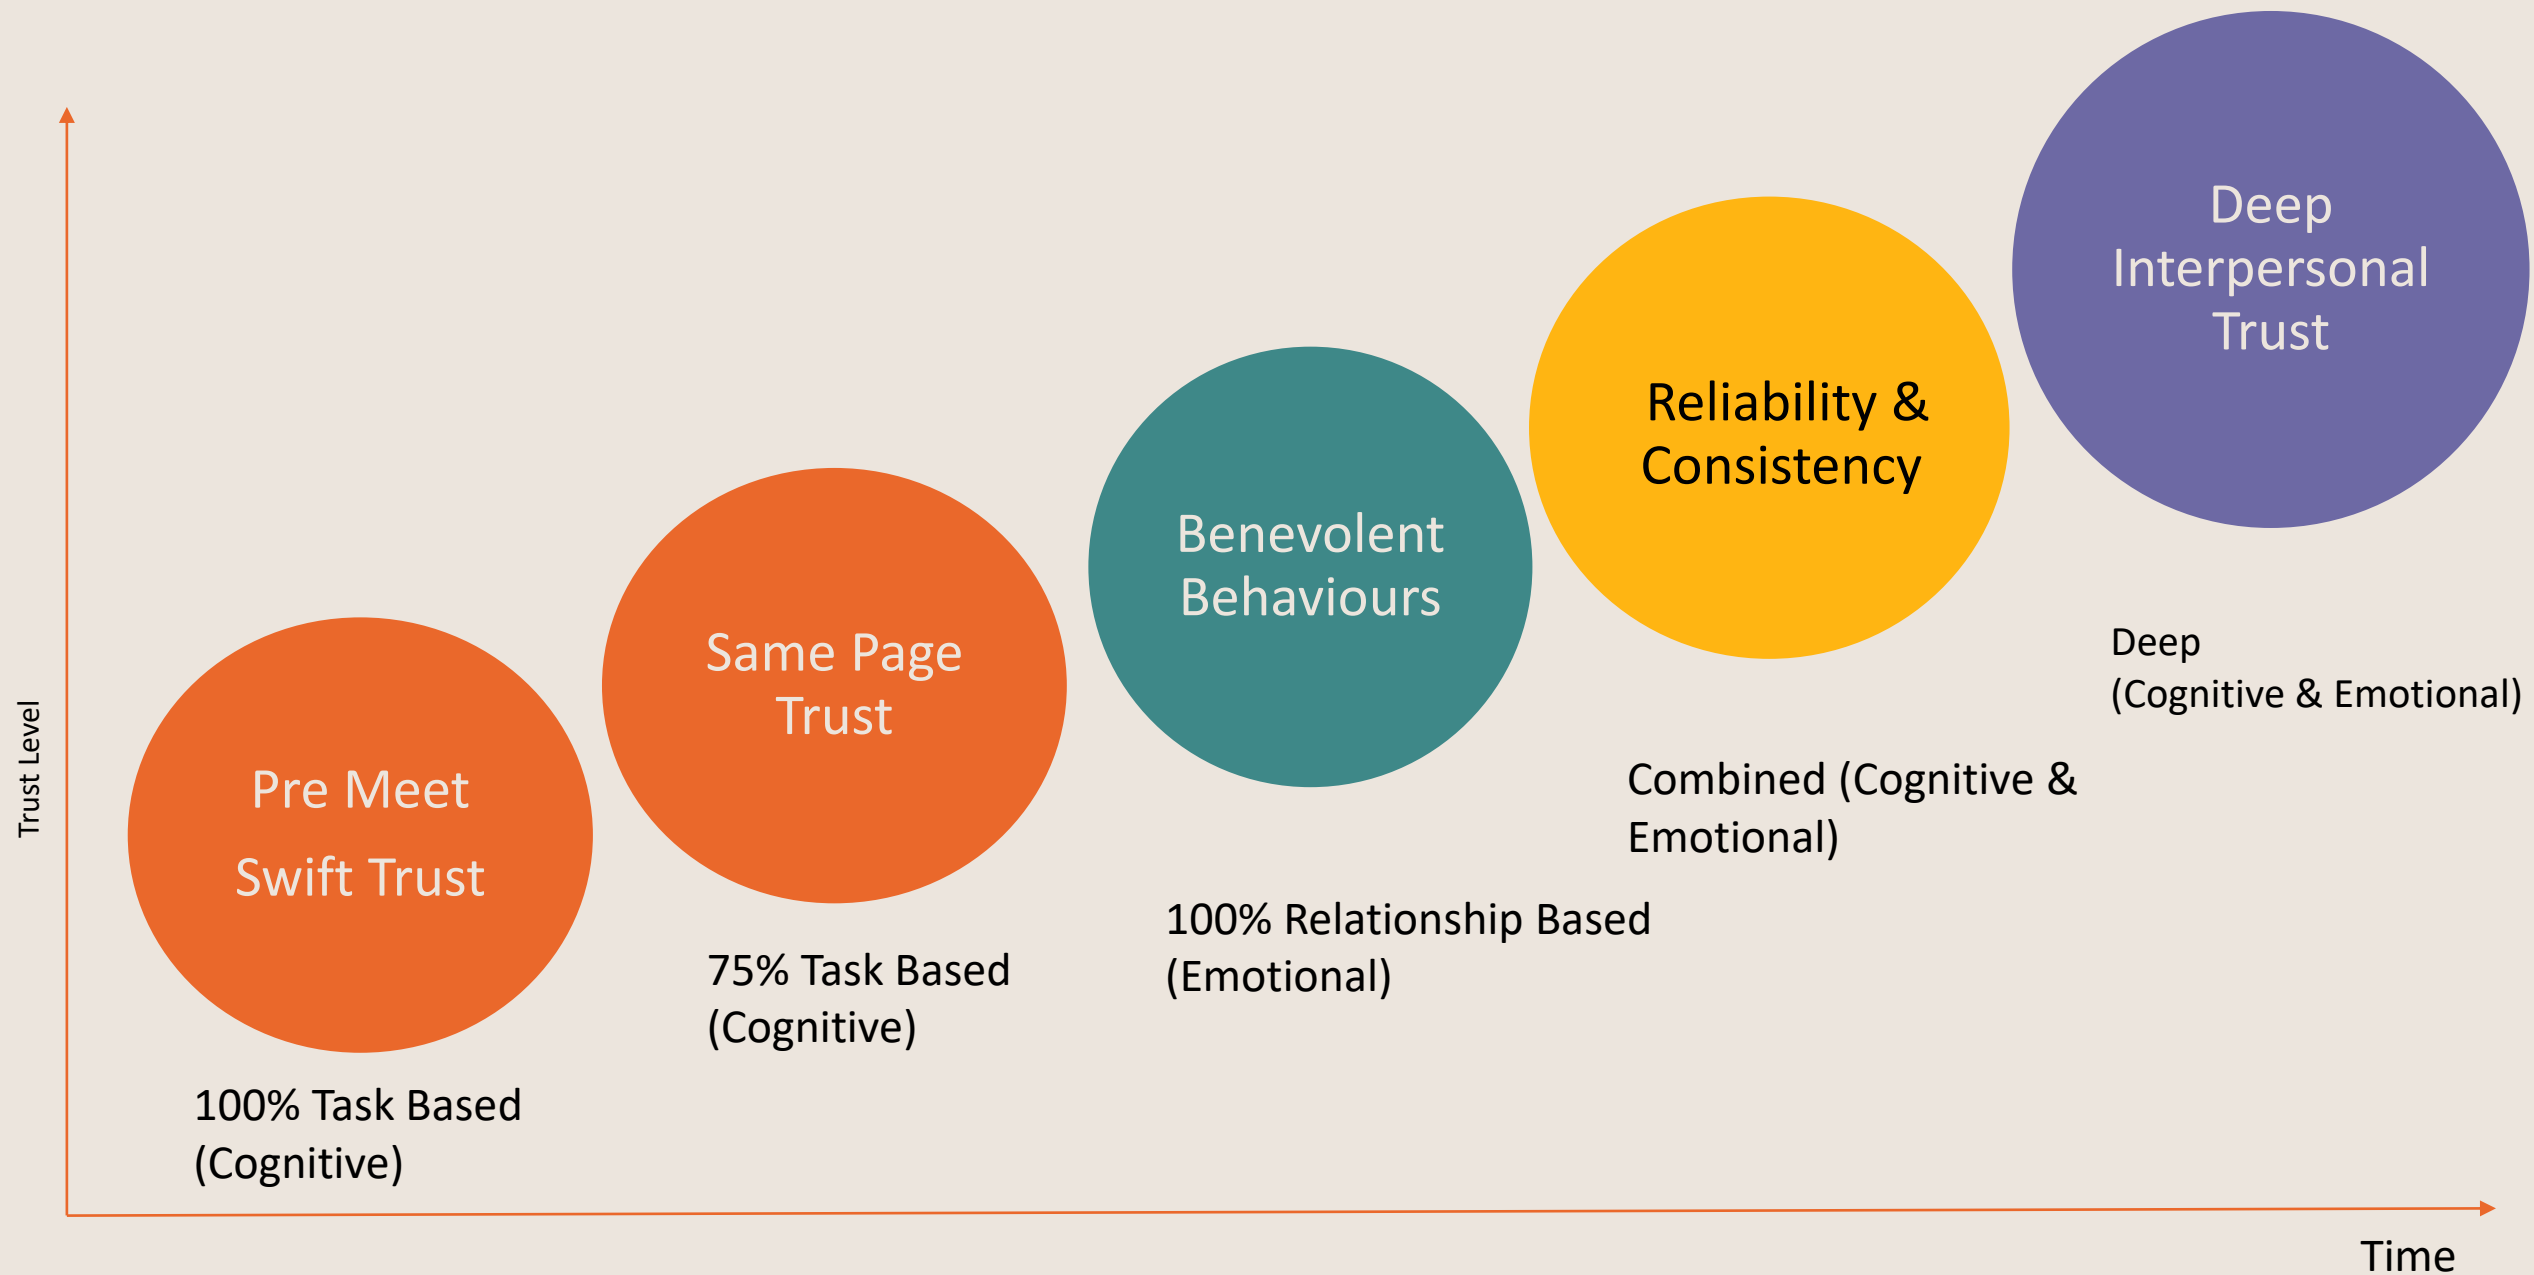 Trust Level
Pre Meet
Swift Trust
100% Task Based
(Cognitive)
Same Page
Trust
75% Task Based
(Cognitive)
Benevolent
Behaviours
100% Relationship Based
(Emotional)
Reliability &
Consistency
Combined (Cognitive &
Emotional)
Deep
Interpersonal
Trust
Deep
(Cognitive & Emotional)
Time